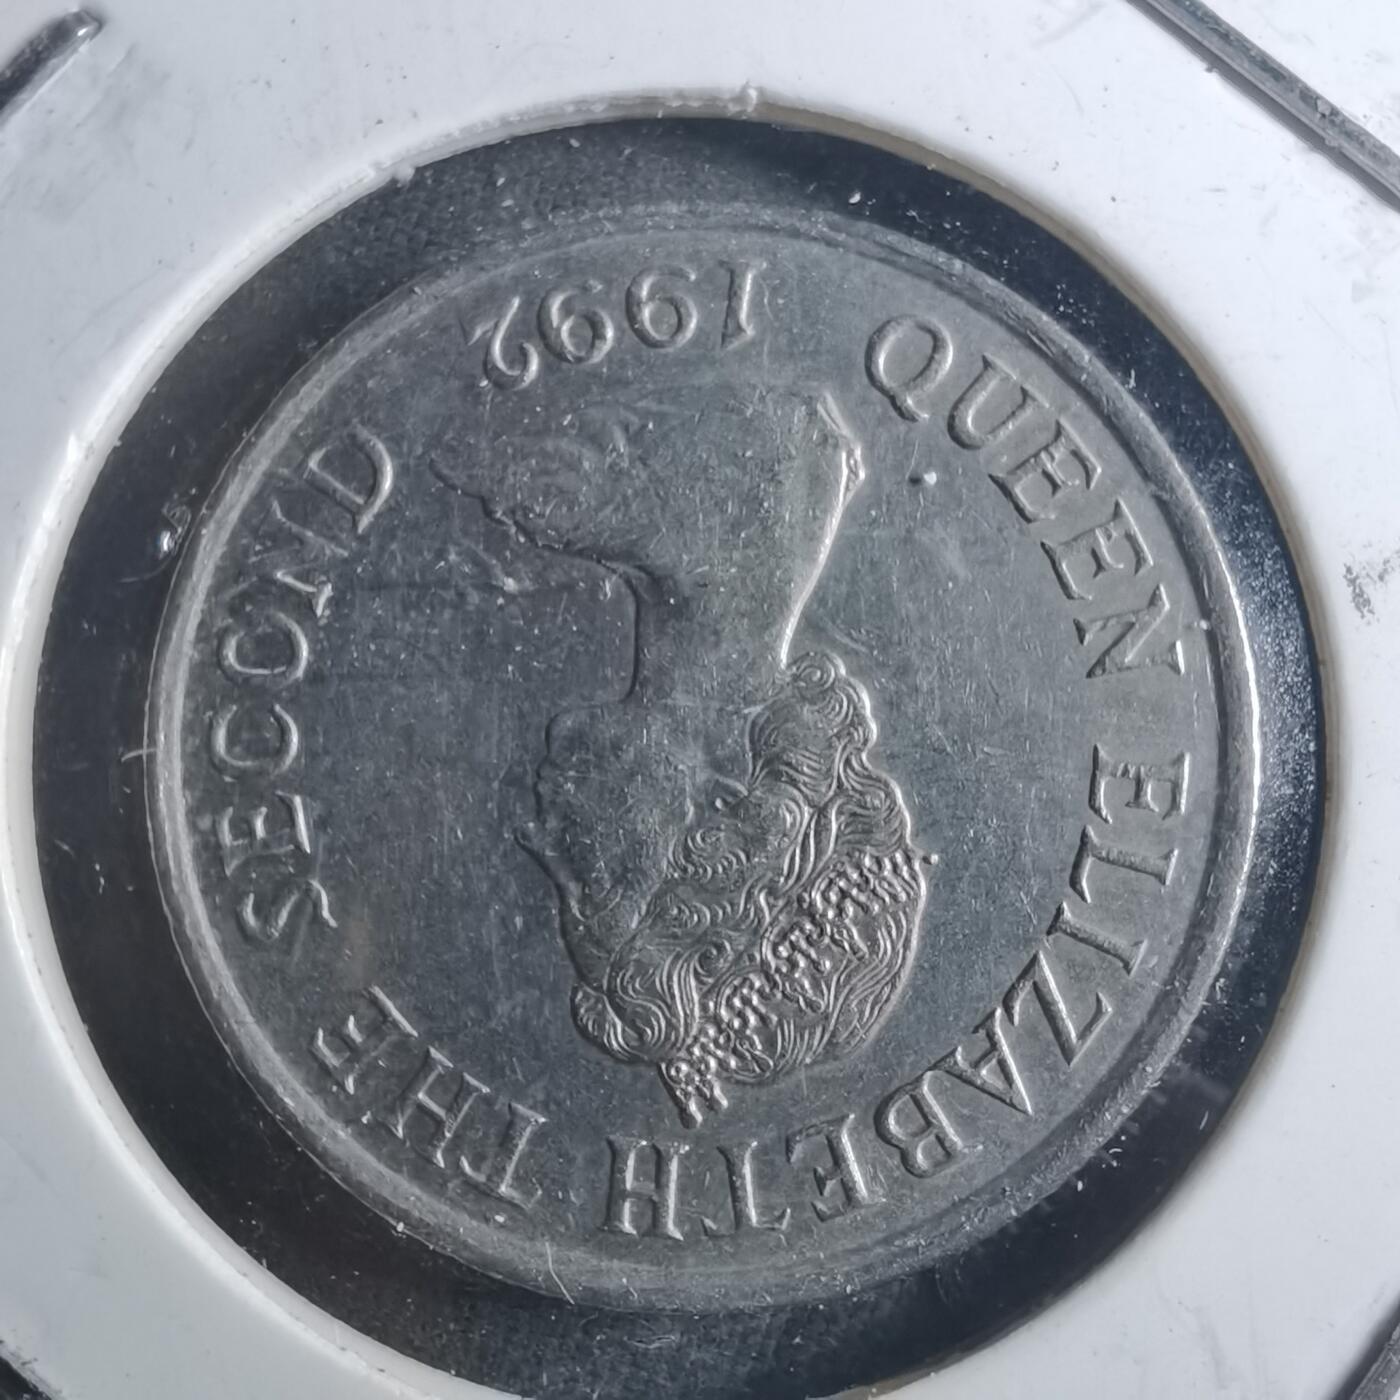 QUEEN ELIZABETH THE SECOND
1992